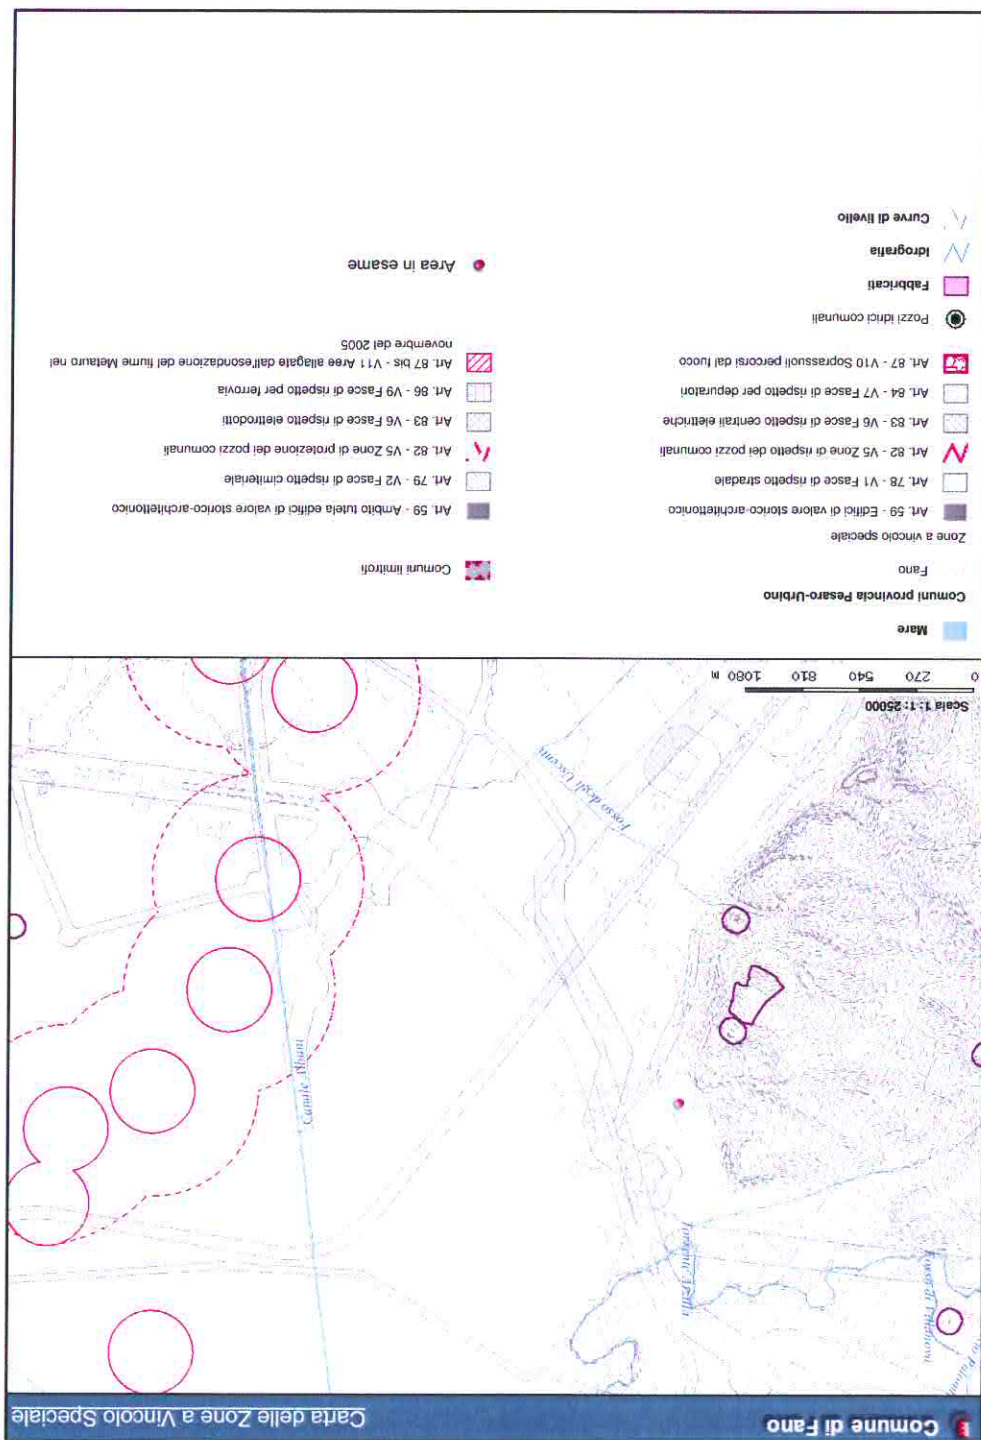 Comune di Fano
Carta delle Zone a Vincolo Speciale
Torrente Arzilla
Canale Albani
Fosso degli Uscenti
Scala 1: 1: 25000
0 270 540 810 1080 m
Mare
Comuni provincia Pesaro-Urbino
Fano
Comuni limitrofi
Zone a vincolo speciale
Art. 59 - Edifici di valore storico-architettonico
Art. 59 - Ambito tutela edifici di valore storico-architettonico
Art. 78 - V1 Fasce di rispetto stradale
Art. 79 - V2 Fasce di rispetto cimiteriale
Art. 82 - V5 Zone di rispetto dei pozzi comunali
Art. 82 - V5 Zone di protezione dei pozzi comunali
Art. 83 - V6 Fasce di rispetto centrali elettriche
Art. 83 - V6 Fasce di rispetto elettrodotti
Art. 84 - V7 Fasce di rispetto per depuratori
Art. 86 - V9 Fasce di rispetto per ferrovia
Art. 87 - V10 Soprasuoli percorsi dal fuoco
Art. 87 bis - V11 Aree allagate dall'esondazione del fiume Metauro nel
novembre del 2005
Pozzi idrici comunali
Fabbricati
Area in esame
Idrografia
Curve di livello